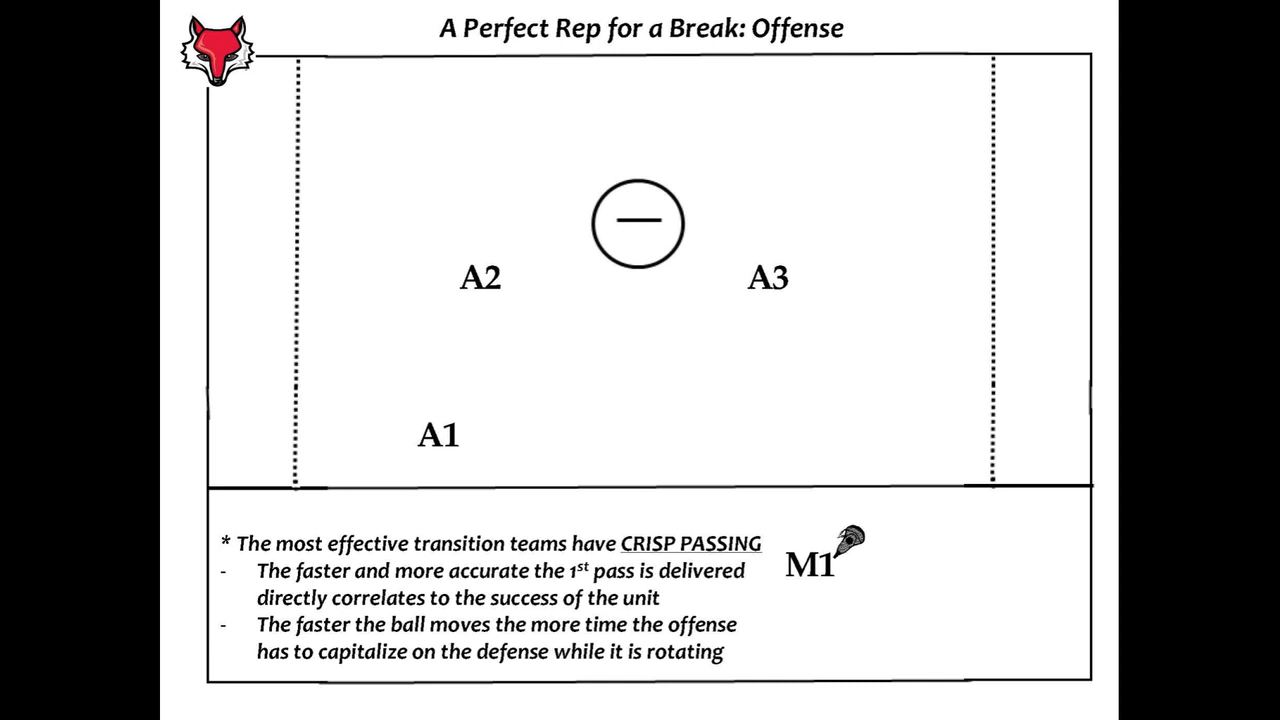 A Perfect Rep for a Break: Offense
A2
A3
A1
* The most effective transition teams have CRISP PASSING
- The faster and more accurate the 1st pass is delivered
directly correlates to the success of the unit
- The faster the ball moves the more time the offense
has to capitalize on the defense while it is rotating
M1